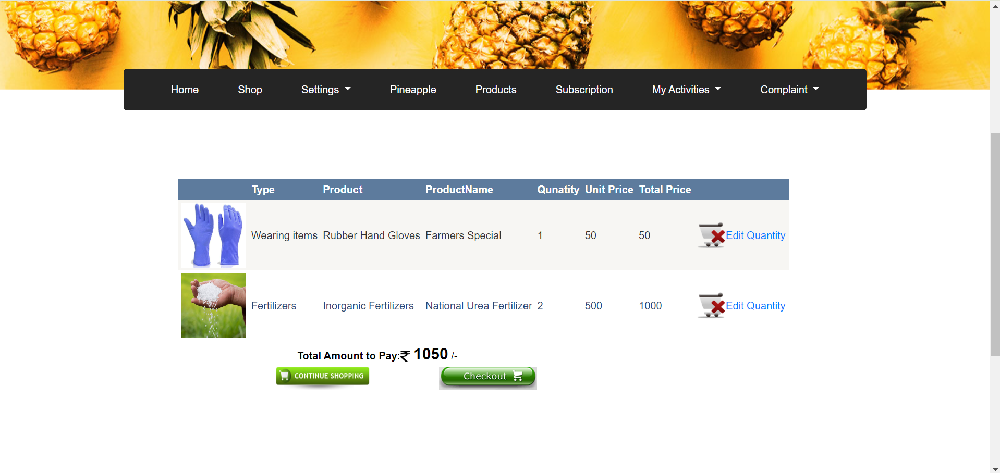 Home Shop Settings Pineapple Products Subscription My Activities Complaint
Type Product ProductName Qunatity Unit Price Total Price
Wearing items Rubber Hand Gloves Farmers Special 1 50 50 Edit Quantity
Fertilizers Inorganic Fertilizers National Urea Fertilizer 2 500 1000 Edit Quantity
Total Amount to Pay:₹ 1050 /-
CONTINUE SHOPPING Checkout